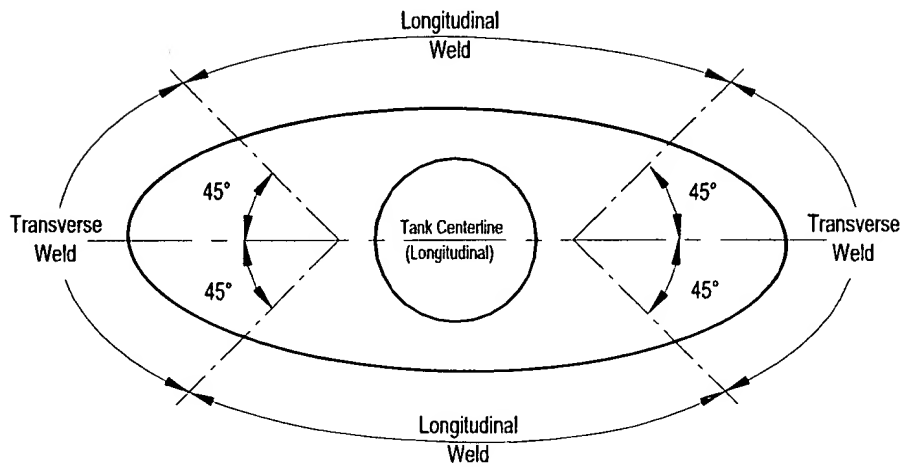 Longitudinal
Weld
45°
45°
Transverse
Weld
Tank Centerline
(Longitudinal)
Transverse
Weld
45°
45°
Longitudinal
Weld